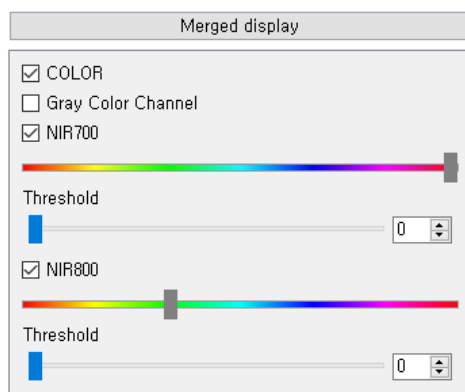 Merged display
COLOR
Gray Color Channel
NIR700
Threshold
0
NIR800
Threshold
0